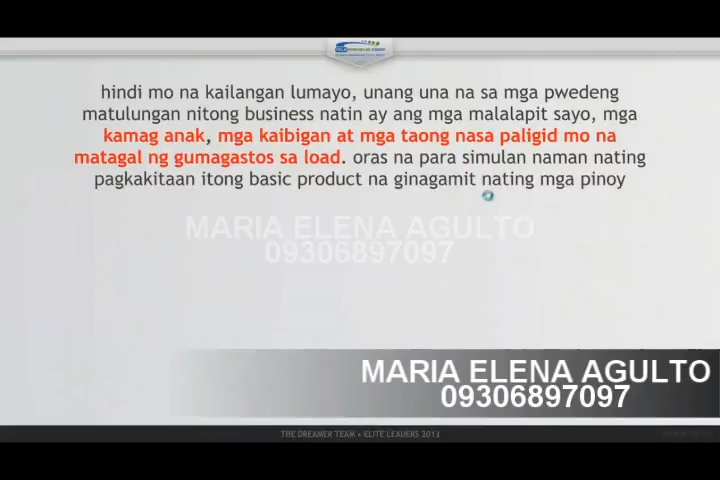 hindi mo na kailangan lumayo, unang una na sa mga pwedeng
matulungan nitong business natin ay ang mga malalapit sayo, mga
kamag anak, mga kaibigan at mga taong nasa paligid mo na
matagal ng gumagastos sa load. oras na para simulan naman nating
pagkakitaan itong basic product na ginagamit nating mga pinoy
MARIA ELENA AGULTO
09306897097
MARIA ELENA AGULTO
09306897097
THE DREAMER TEAM • ELITE LEADERS 2013